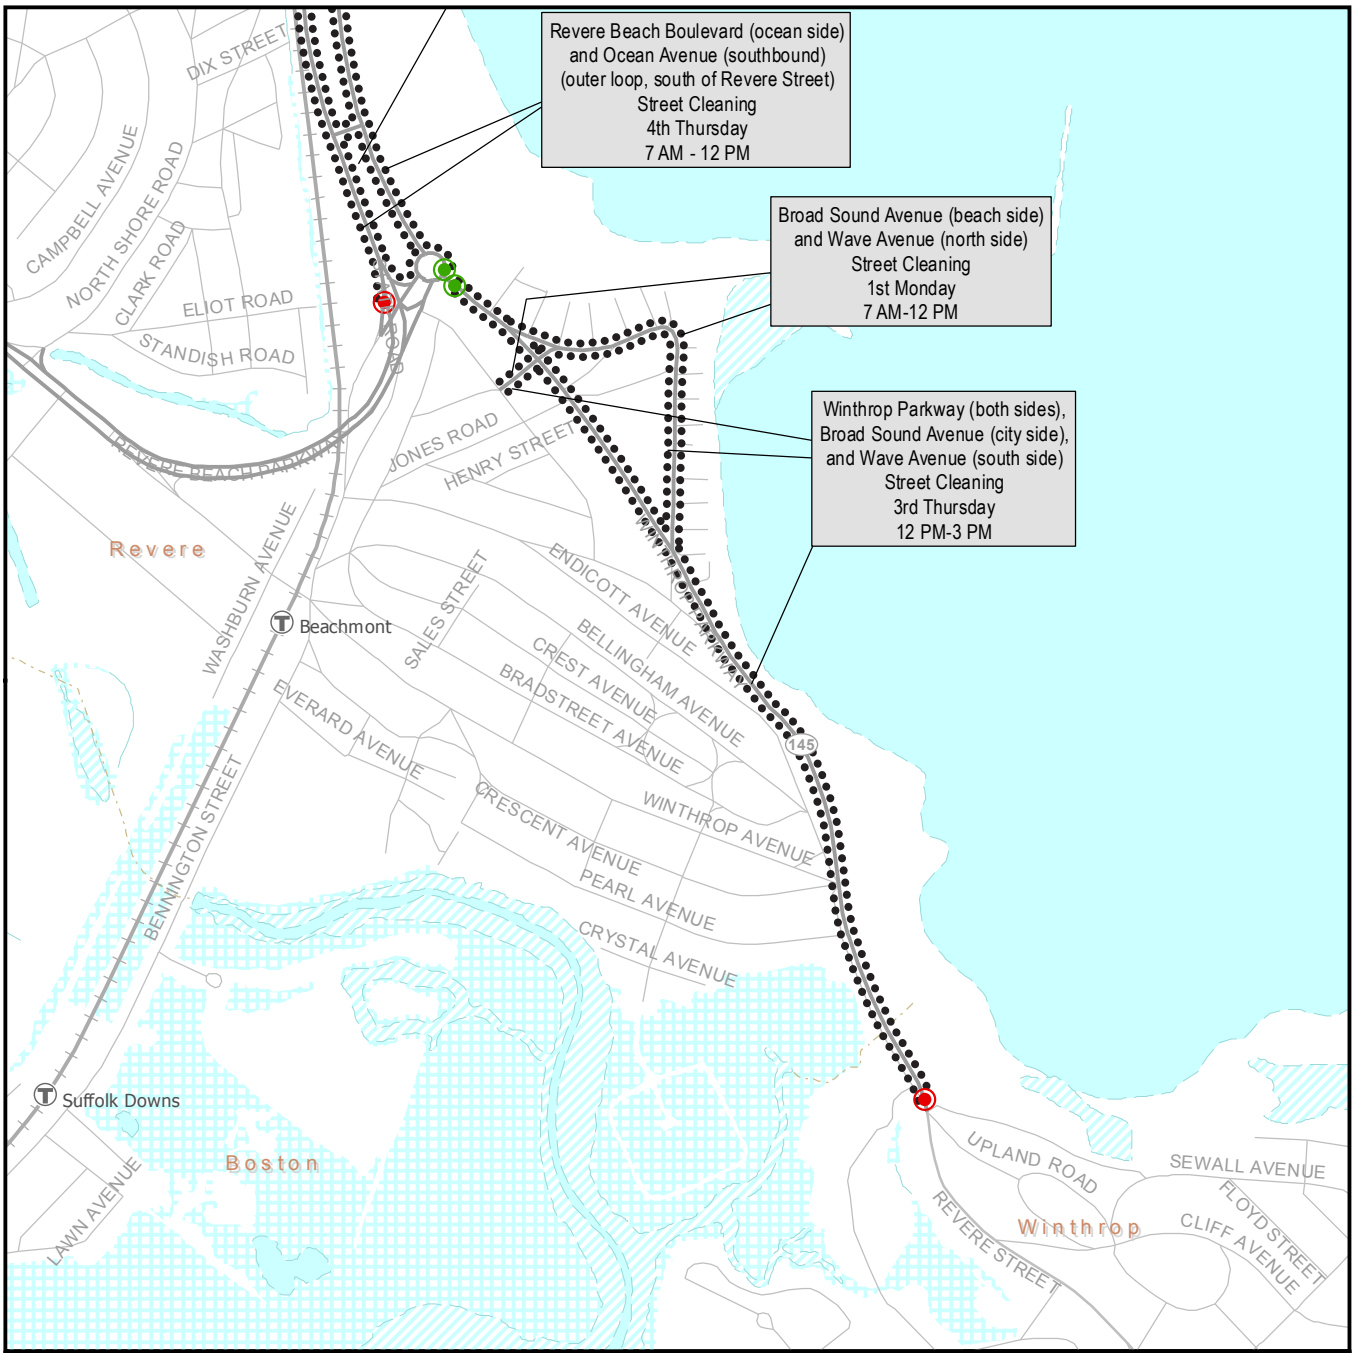 Revere Beach Boulevard (ocean side)
and Ocean Avenue (southbound)
(outer loop, south of Revere Street)
Street Cleaning
4th Thursday
7 AM - 12 PM
DIX STREET
CAMPBELL AVENUE
NORTH SHORE ROAD
CLARK ROAD
ELIOT ROAD
STANDISH ROAD
Broad Sound Avenue (beach side)
and Wave Avenue (north side)
Street Cleaning
1st Monday
7 AM-12 PM
ROAD
Winthrop Parkway (both sides),
Broad Sound Avenue (city side),
and Wave Avenue (south side)
Street Cleaning
3rd Thursday
12 PM-3 PM
REVERE BEACH PARKWAY
JONES ROAD
HENRY STREET
Revere
WASHBURN AVENUE
Beachmont
SALES STREET
ENDICOTT AVENUE
WINTHROP PARKWAY
BELLINGHAM AVENUE
CREST AVENUE
BRADSTREET AVENUE
EVERARD AVENUE
145
BENNINGTON STREET
CRESCENT AVENUE
WINTHROP AVENUE
PEARL AVENUE
CRYSTAL AVENUE
T
T
Suffolk Downs
Boston
LAWN AVENUE
UPLAND ROAD
SEWALL AVENUE
REVERE STREET
Winthrop
FLOYD STREET
CLIFF AVENUE